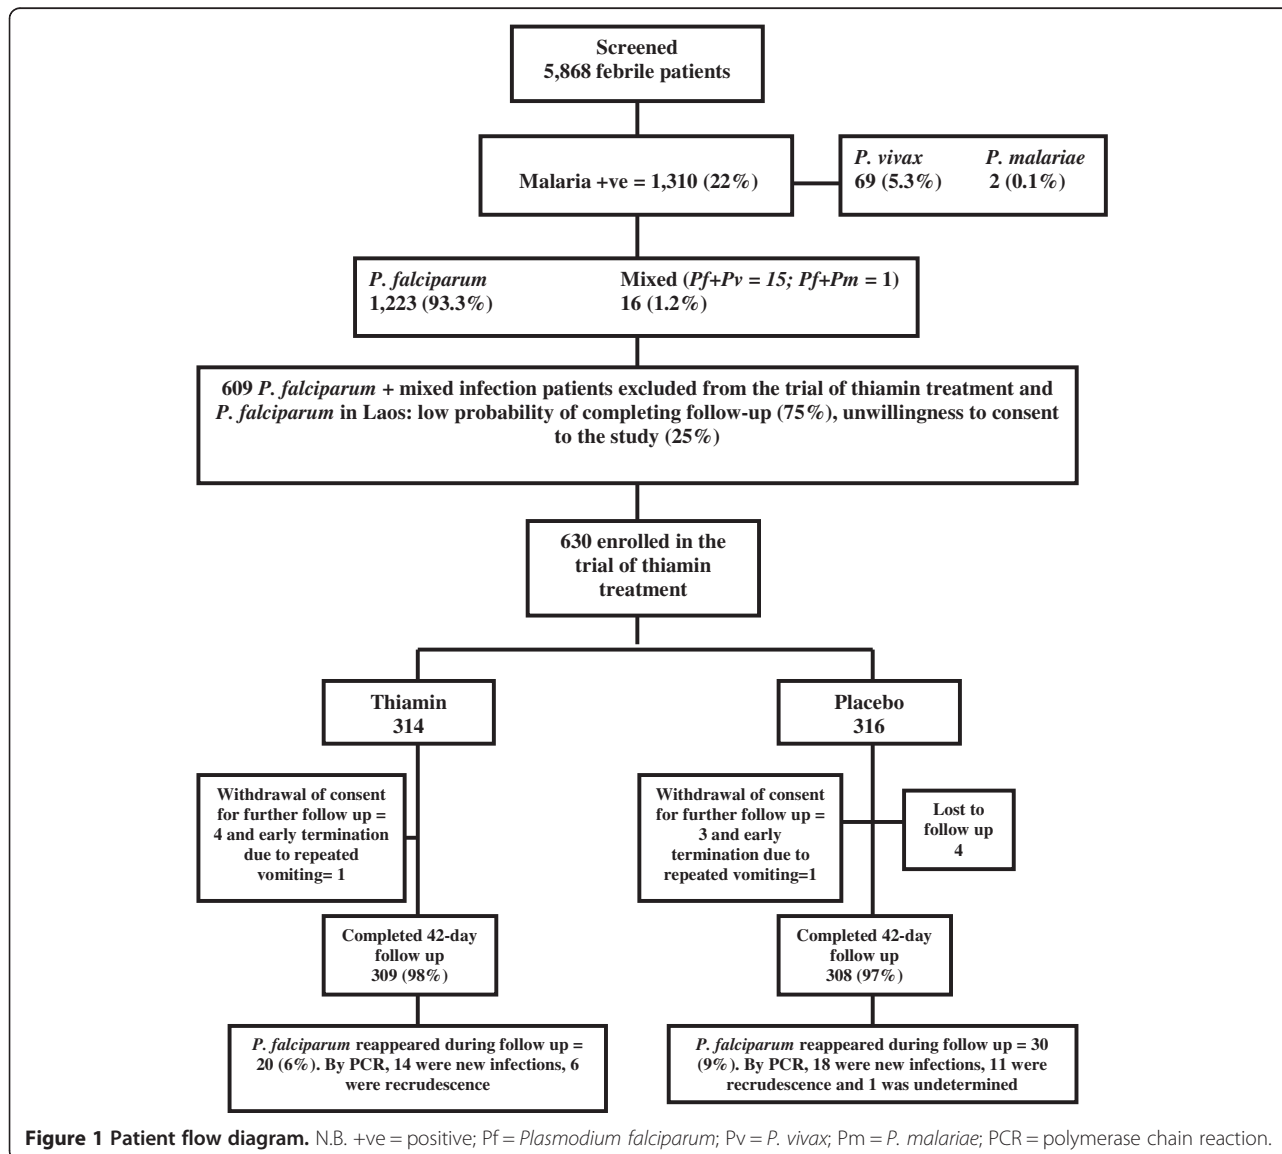 Screened
5,868 febrile patients
Malaria +ve = 1,310 (22%)
P. vivax P. malariae
69 (5.3%) 2 (0.1%)
P. falciparum Mixed (Pf+Pv = 15; Pf+Pm = 1)
1,223 (93.3%) 16 (1.2%)
609 P. falciparum + mixed infection patients excluded from the trial of thiamin treatment and
P. falciparum in Laos: low probability of completing follow-up (75%), unwillingness to consent
to the study (25%)
630 enrolled in the
trial of thiamin
treatment
Thiamin
314
Placebo
316
Withdrawal of consent
for further follow up =
4 and early termination
due to repeated
vomiting= 1
Withdrawal of consent
for further follow up =
3 and early
termination due to
repeated vomiting=1
Lost to
follow up
4
Completed 42-day
follow up
309 (98%)
Completed 42-day
follow up
308 (97%)
P. falciparum reappeared during follow up =
20 (6%). By PCR, 14 were new infections, 6
were recrudescence
P. falciparum reappeared during follow up = 30
(9%). By PCR, 18 were new infections, 11 were
recrudescence and 1 was undetermined
Figure 1 Patient flow diagram. N.B. +ve = positive; Pf = Plasmodium falciparum; Pv = P. vivax; Pm = P. malariae; PCR = polymerase chain reaction.